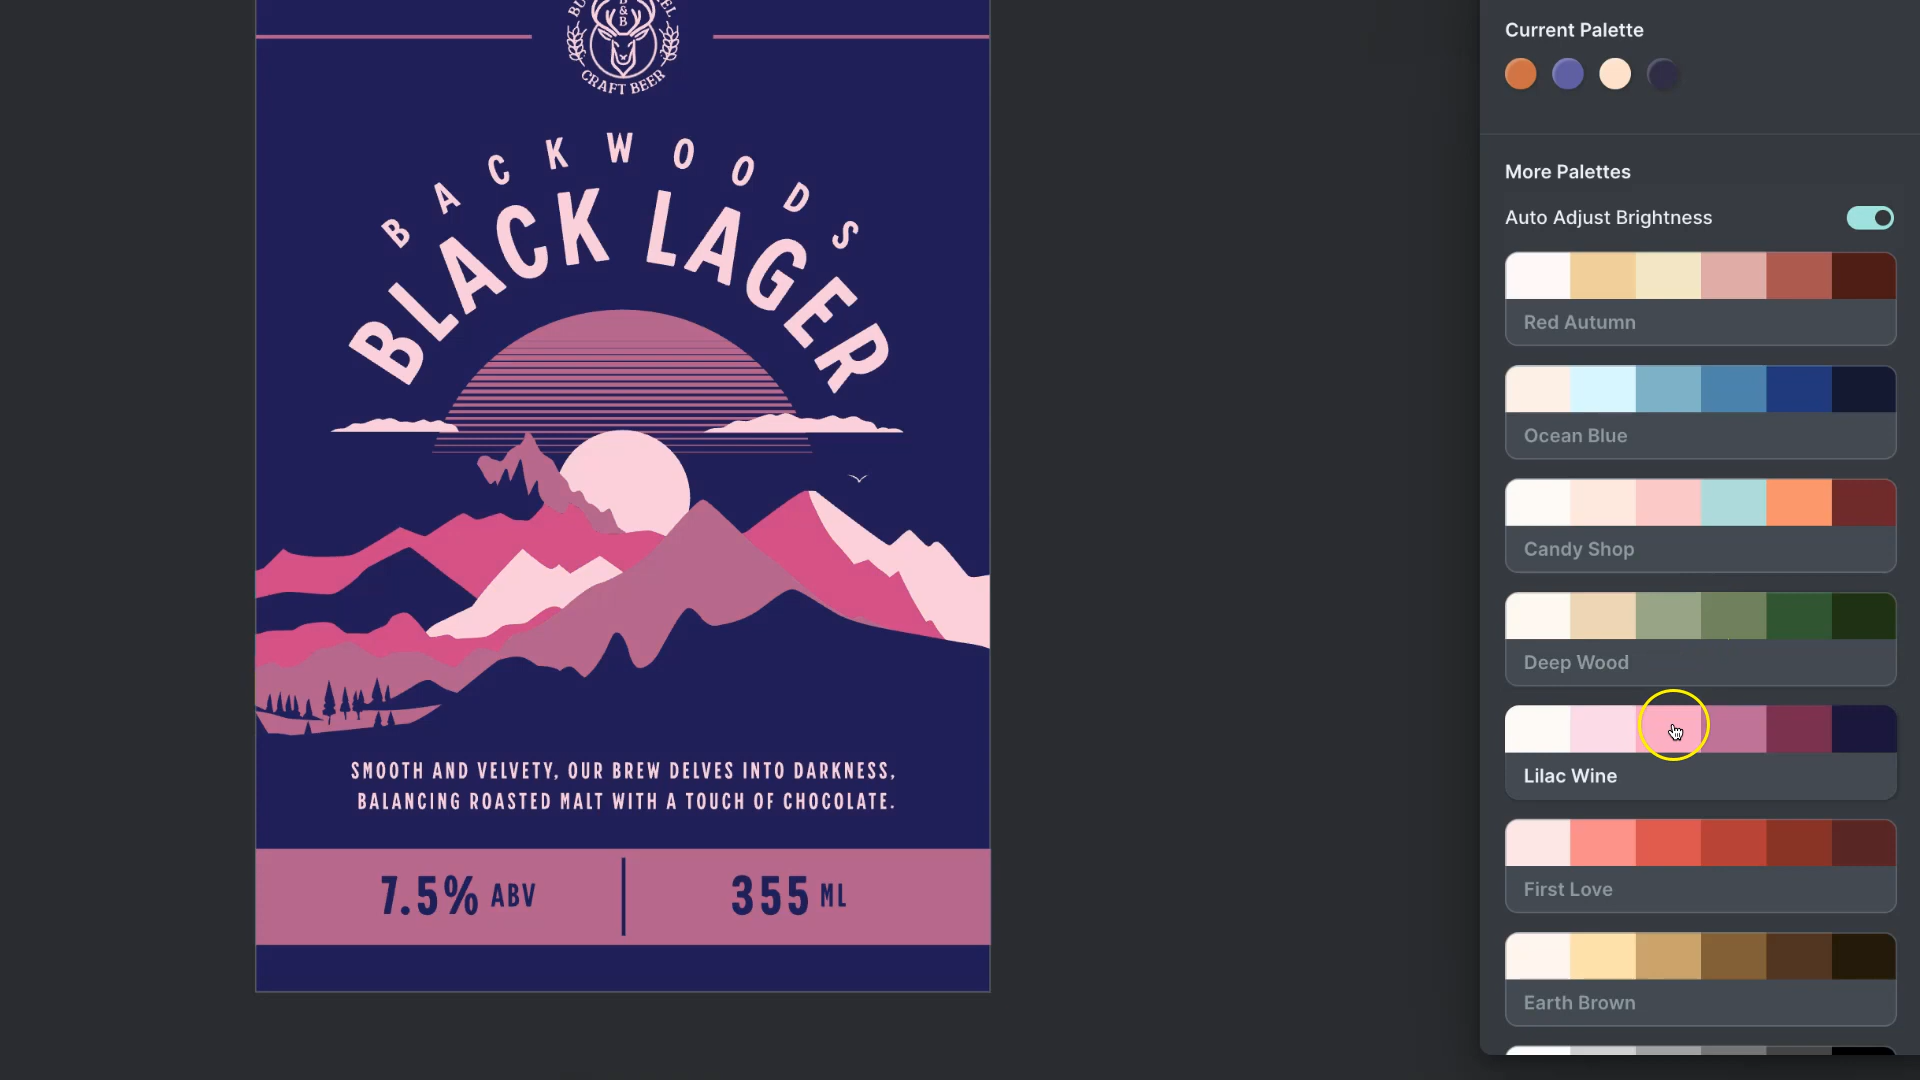 B&B
CRAFT BEER
BACKWOODS
BLACK LAGER
SMOOTH AND VELVETY, OUR BREW DELVES INTO DARKNESS,
BALANCING ROASTED MALT WITH A TOUCH OF CHOCOLATE.
7.5% ABV
355 ML
Current Palette
More Palettes
Auto Adjust Brightness
Red Autumn
Ocean Blue
Candy Shop
Deep Wood
Lilac Wine
First Love
Earth Brown